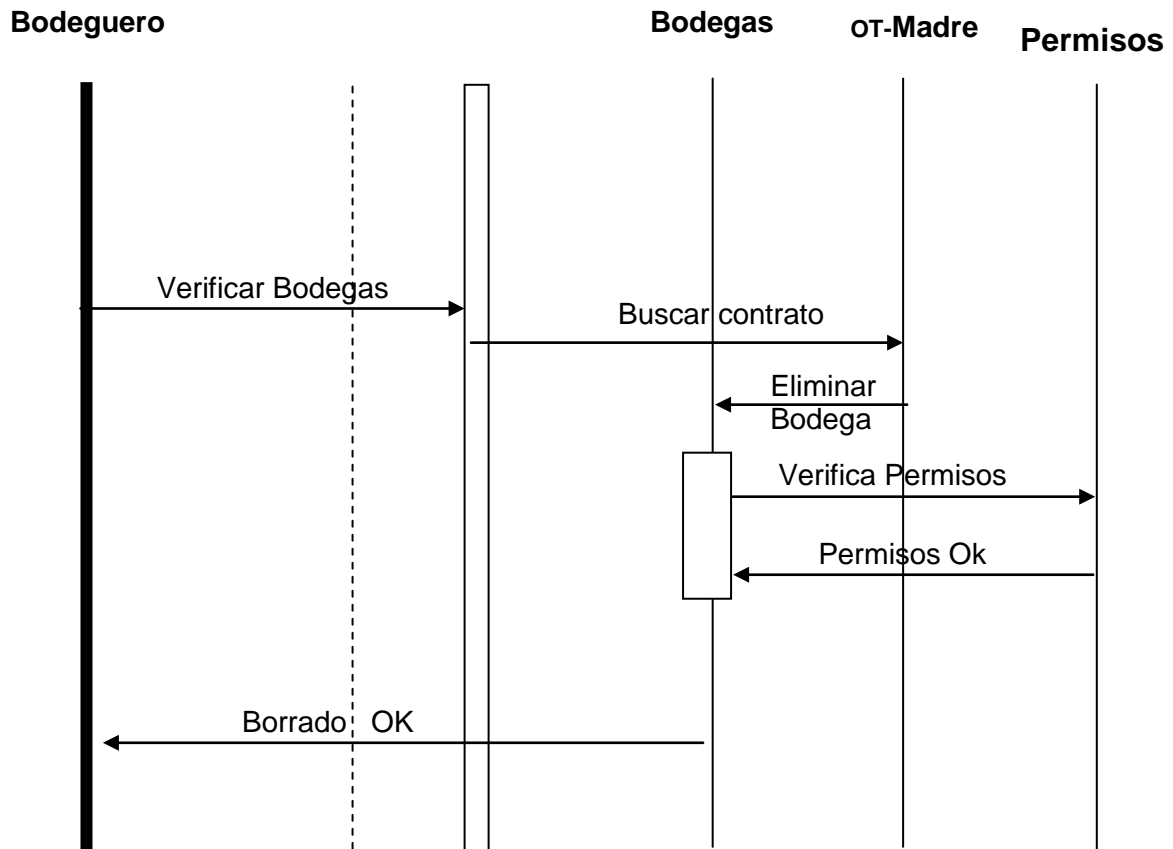 Bodeguero
Bodegas
OT-Madre
Permisos
Verificar Bodegas
Buscar contrato
Eliminar
Bodega
Verifica Permisos
Permisos Ok
Borrado OK